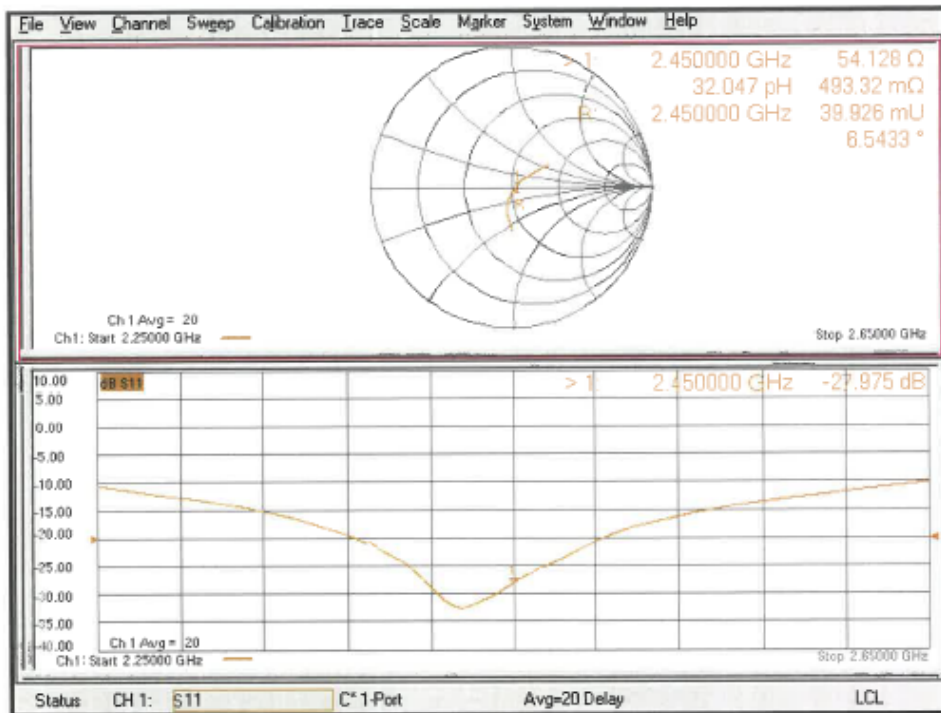 File View Channel Sweep Calibration Trace Scale Marker System Window Help
> 1: 2.450000 GHz 54.128 Ω
32.047 pH 493.32 mΩ
R: 2.450000 GHz 39.926 mU
6.5433 °
Ch 1 Avg = 20
Ch1: Start 2.25000 GHz
Stop 2.65000 GHz
10.00
dB S11
> 1: 2.450000 GHz -27.975 dB
5.00
0.00
-5.00
-10.00
-15.00
-20.00
-25.00
-30.00
-35.00
-40.00
Ch 1 Avg = 20
Ch1: Start 2.25000 GHz
Stop 2.65000 GHz
Status CH 1: S11 C* 1-Port Avg=20 Delay LCL